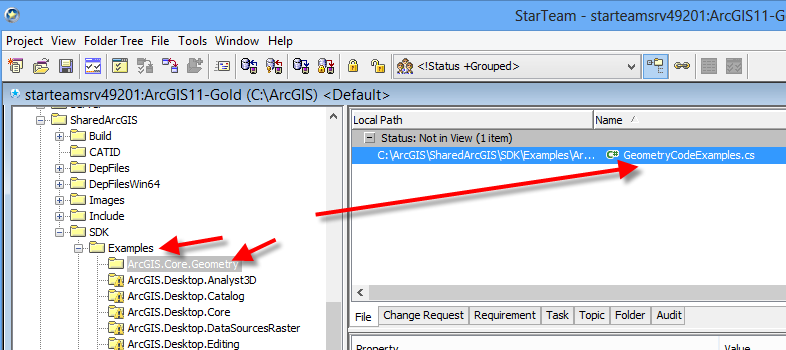 StarTeam - starteamsrv49201:ArcGIS11-G
Project View Folder Tree File Tools Window Help
<!Status +Grouped>
starteamsrv49201:ArcGIS11-Gold (C:\ArcGIS) <Default>
SharedArcGIS
Build
CATID
DepFiles
DepFilesWin64
Images
Include
SDK
Examples
ArcGIS.Core.Geometry
ArcGIS.Desktop.Analyst3D
ArcGIS.Desktop.Catalog
ArcGIS.Desktop.Core
ArcGIS.Desktop.DataSourcesRaster
ArcGIS.Desktop.Editing
Local Path Name
Status: Not in View (1 item)
C:\ArcGIS\SharedArcGIS\SDK\Examples\Ar... GeometryCodeExamples.cs
File Change Request Requirement Task Topic Folder Audit
Property Value